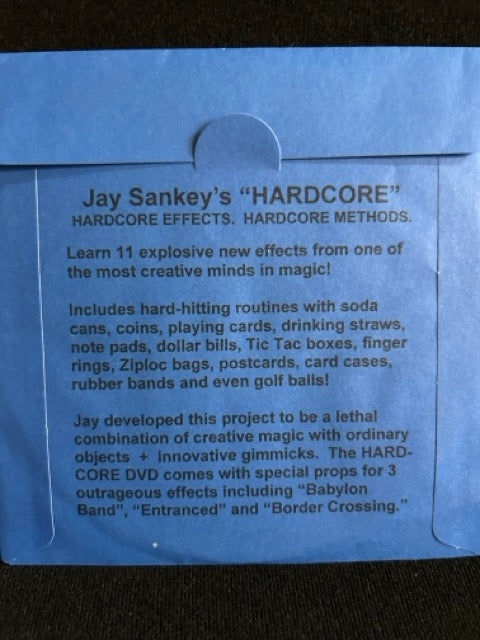 Jay Sankey's "HARDCORE"
HARDCORE EFFECTS. HARDCORE METHODS.
Learn 11 explosive new effects from one of
the most creative minds in magic!
Includes hard-hitting routines with soda
cans, coins, playing cards, drinking straws,
note pads, dollar bills, Tic Tac boxes, finger
rings, Ziploc bags, postcards, card cases,
rubber bands and even golf balls!
Jay developed this project to be a lethal
combination of creative magic with ordinary
objects + innovative gimmicks. The HARD-
CORE DVD comes with special props for 3
outrageous effects including "Babylon
Band", "Entranced" and "Border Crossing."